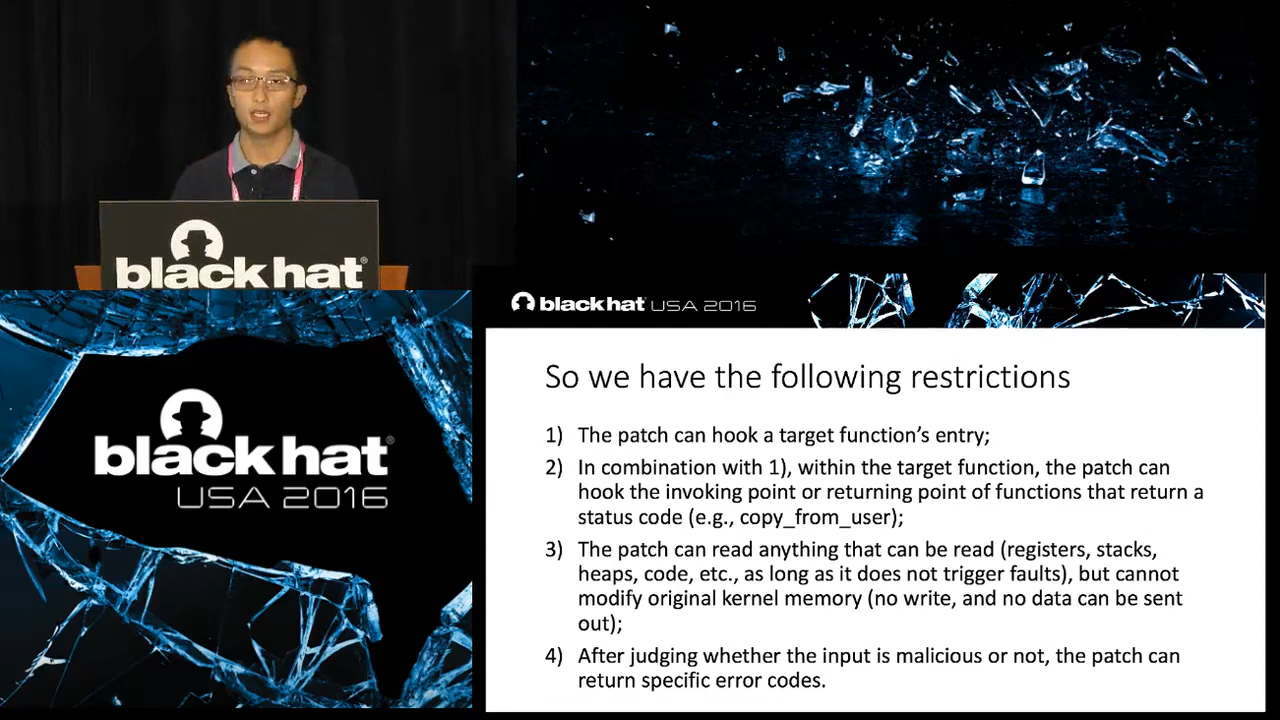 black hat®
black hat®
USA 2016
black hat® USA 2016
So we have the following restrictions
1) The patch can hook a target function’s entry;
2) In combination with 1), within the target function, the patch can
hook the invoking point or returning point of functions that return a
status code (e.g., copy_from_user);
3) The patch can read anything that can be read (registers, stacks,
heaps, code, etc., as long as it does not trigger faults), but cannot
modify original kernel memory (no write, and no data can be sent
out);
4) After judging whether the input is malicious or not, the patch can
return specific error codes.